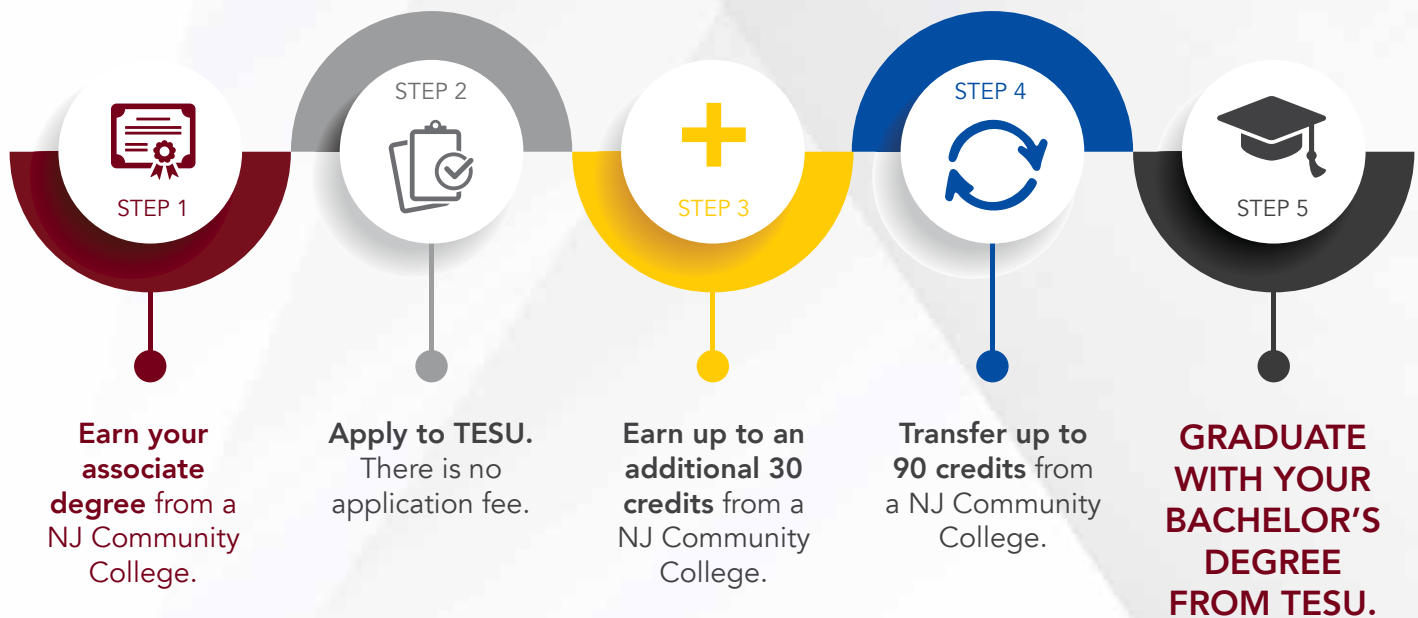 STEP 1
Earn your
associate
degree from a
NJ Community
College.
STEP 2
Apply to TESU.
There is no
application fee.
STEP 3
Earn up to an
additional 30
credits from a
NJ Community
College.
STEP 4
Transfer up to
90 credits from
a NJ Community
College.
STEP 5
GRADUATE
WITH YOUR
BACHELOR'S
DEGREE
FROM TESU.